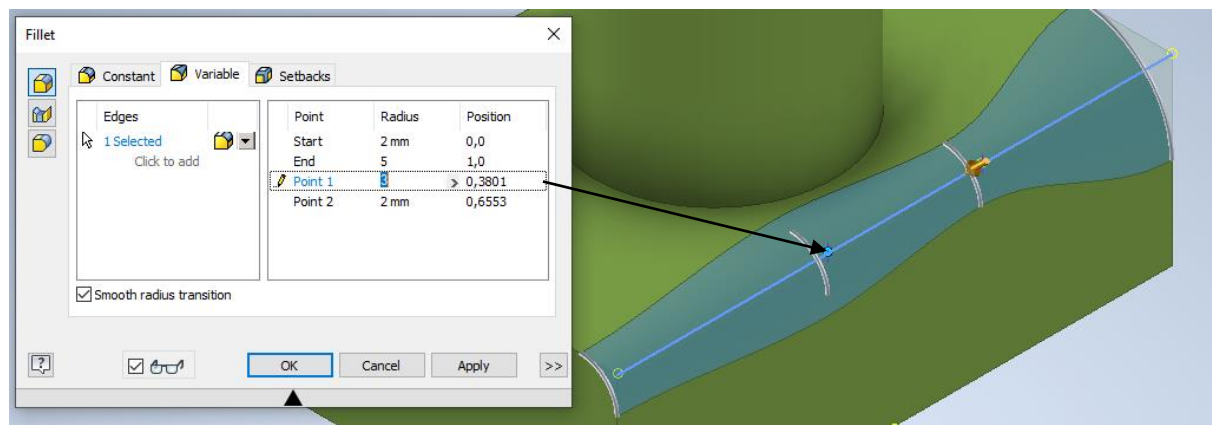 Fillet
Constant Variable Setbacks
Edges
1 Selected
Click to add
Point Radius Position
Start 2 mm 0,0
End 5 1,0
Point 1 3 0,3801
Point 2 2 mm 0,6553
Smooth radius transition
OK Cancel Apply >>